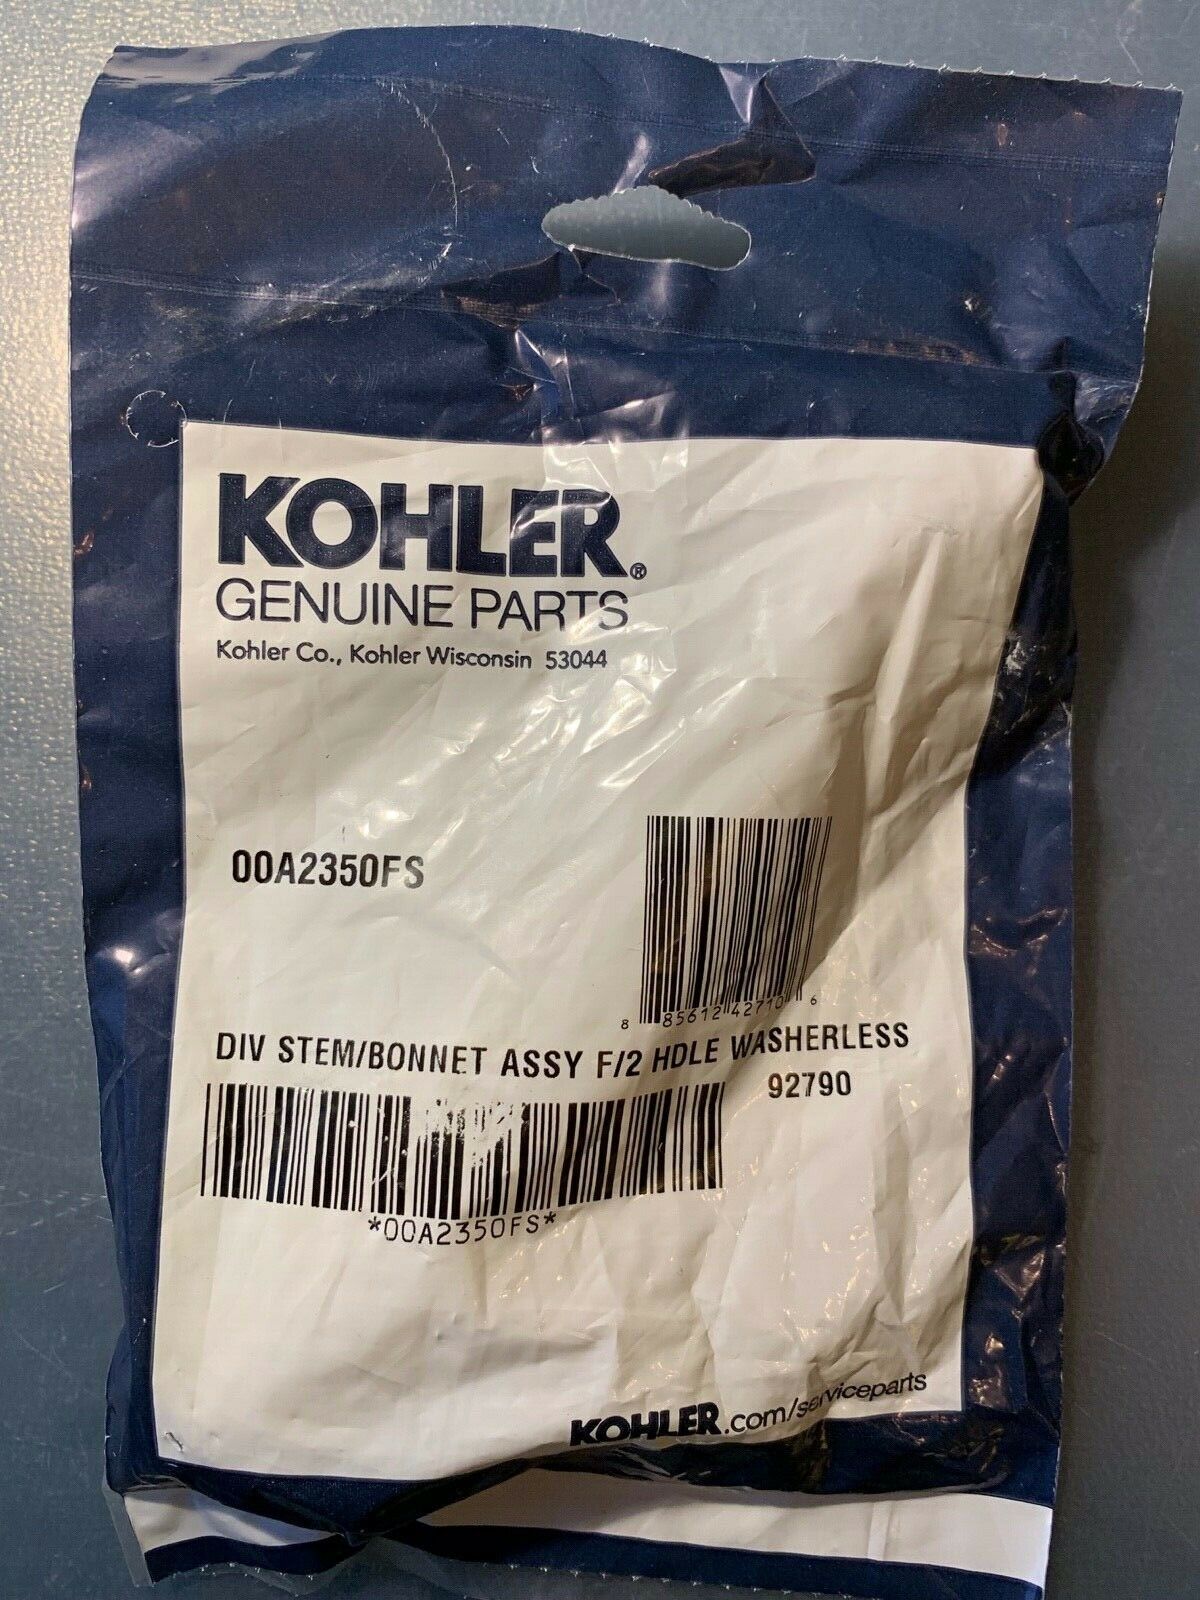 KOHLER®
GENUINE PARTS
Kohler Co., Kohler Wisconsin 53044
00A2350FS
8 85612 42710 6
DIV STEM/BONNET ASSY F/2 HDLE WASHERLESS
92790
*00A2350FS*
KOHLER.com/serviceparts